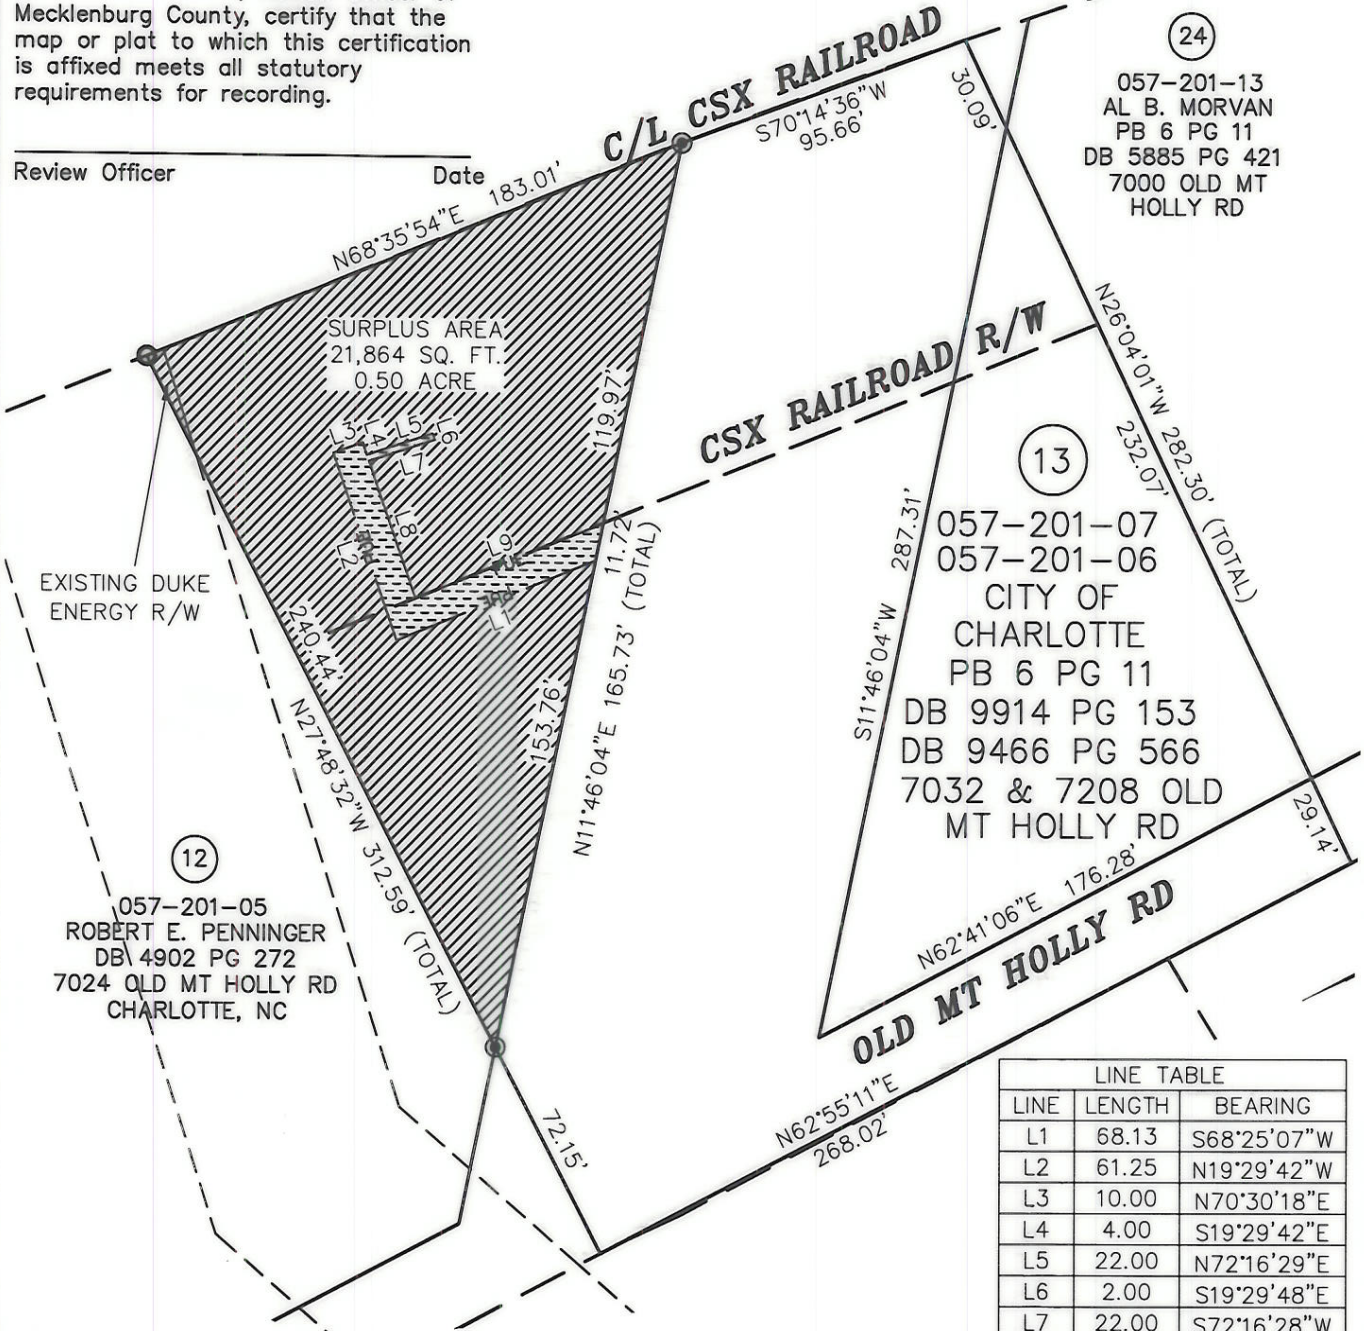 Mecklenburg County, certify that the
map or plat to which this certification
is affixed meets all statutory
requirements for recording.
Review Officer Date
C/L CSX RAILROAD
N68°35'54"E 183.01'
S70°14'36"W
95.66'
30.09'
24
057-201-13
AL B. MORVAN
PB 6 PG 11
DB 5885 PG 421
7000 OLD MT
HOLLY RD
SURPLUS AREA
21,864 SQ. FT.
0.50 ACRE
119.97'
CSX RAILROAD R/W
N26°04'01"W 282.30' (TOTAL)
232.07'
L3
L4
L5
L6
L7
L8
L2
PUE
L9
PUE
PUE
L1
11.72'
N11°46'04"E 165.73' (TOTAL)
153.76'
EXISTING DUKE
ENERGY R/W
240.44'
N27°48'32"W 312.59' (TOTAL)
S11°46'04"W 287.31'
13
057-201-07
057-201-06
CITY OF
CHARLOTTE
PB 6 PG 11
DB 9914 PG 153
DB 9466 PG 566
7032 & 7208 OLD
MT HOLLY RD
29.14'
12
057-201-05
ROBERT E. PENNINGER
DB 4902 PG 272
7024 OLD MT HOLLY RD
CHARLOTTE, NC
N62°41'06"E 176.28'
OLD MT HOLLY RD
N62°55'11"E
268.02'
72.15'
LINE TABLE
LINE LENGTH BEARING
L1 68.13 S68°25'07"W
L2 61.25 N19°29'42"W
L3 10.00 N70°30'18"E
L4 4.00 S19°29'42"E
L5 22.00 N72°16'29"E
L6 2.00 S19°29'48"E
L7 22.00 S72°16'28"W